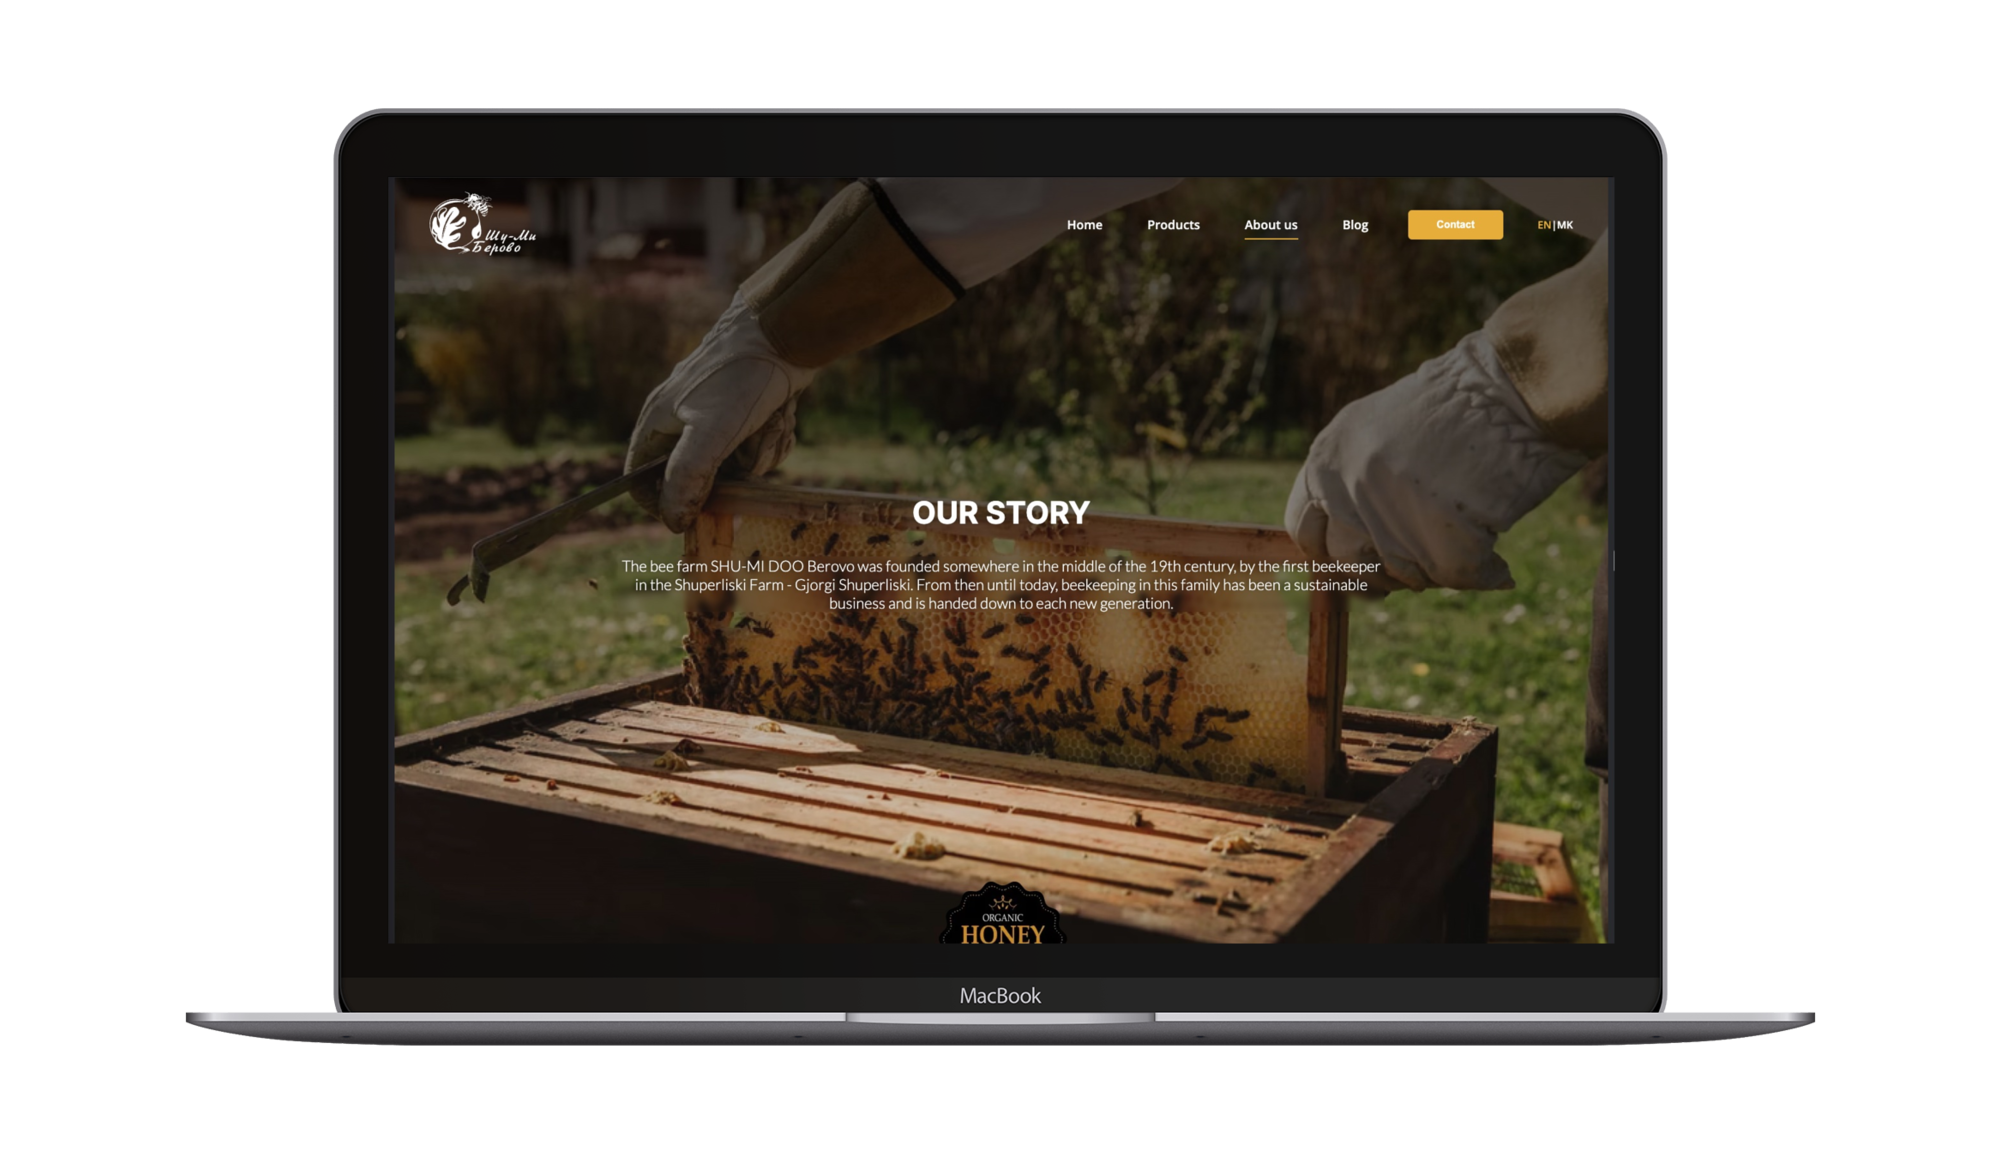 Шу-Ми
Берово
Home
Products
About us
Blog
Contact
EN|MK
OUR STORY
The bee farm SHU-MI DOO Berovo was founded somewhere in the middle of the 19th century, by the first beekeeper
in the Shuperliski Farm - Gjorgi Shuperliski. From then until today, beekeeping in this family has been a sustainable
business and is handed down to each new generation.
ORGANIC
HONEY
MacBook